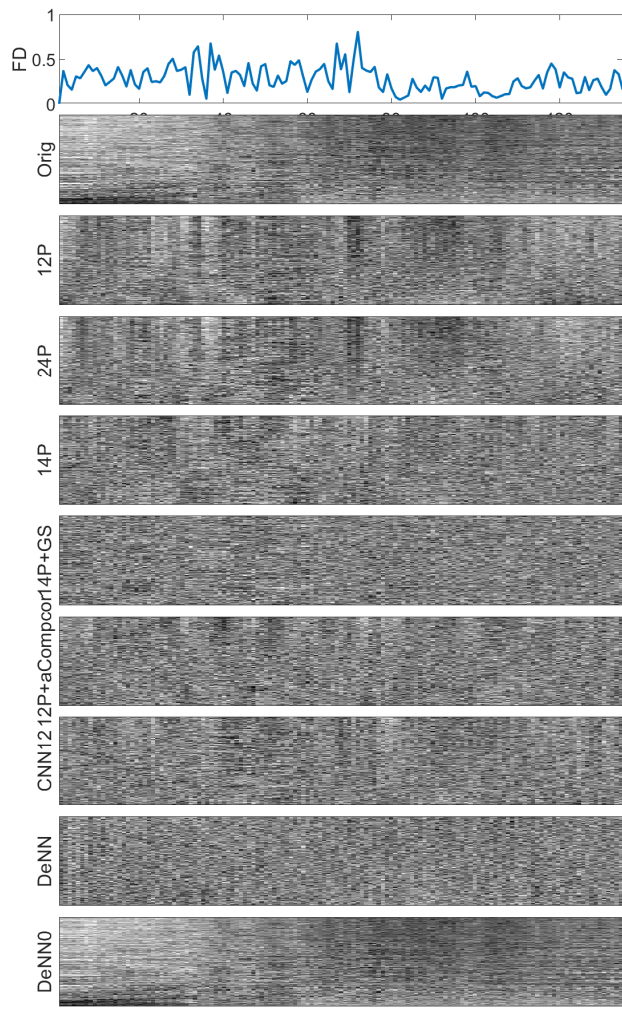 1
0.5
0
FD
Orig
12P
24P
14P
14P+GS
12P+aCompcor
CNN12
DeNN
DeNN0